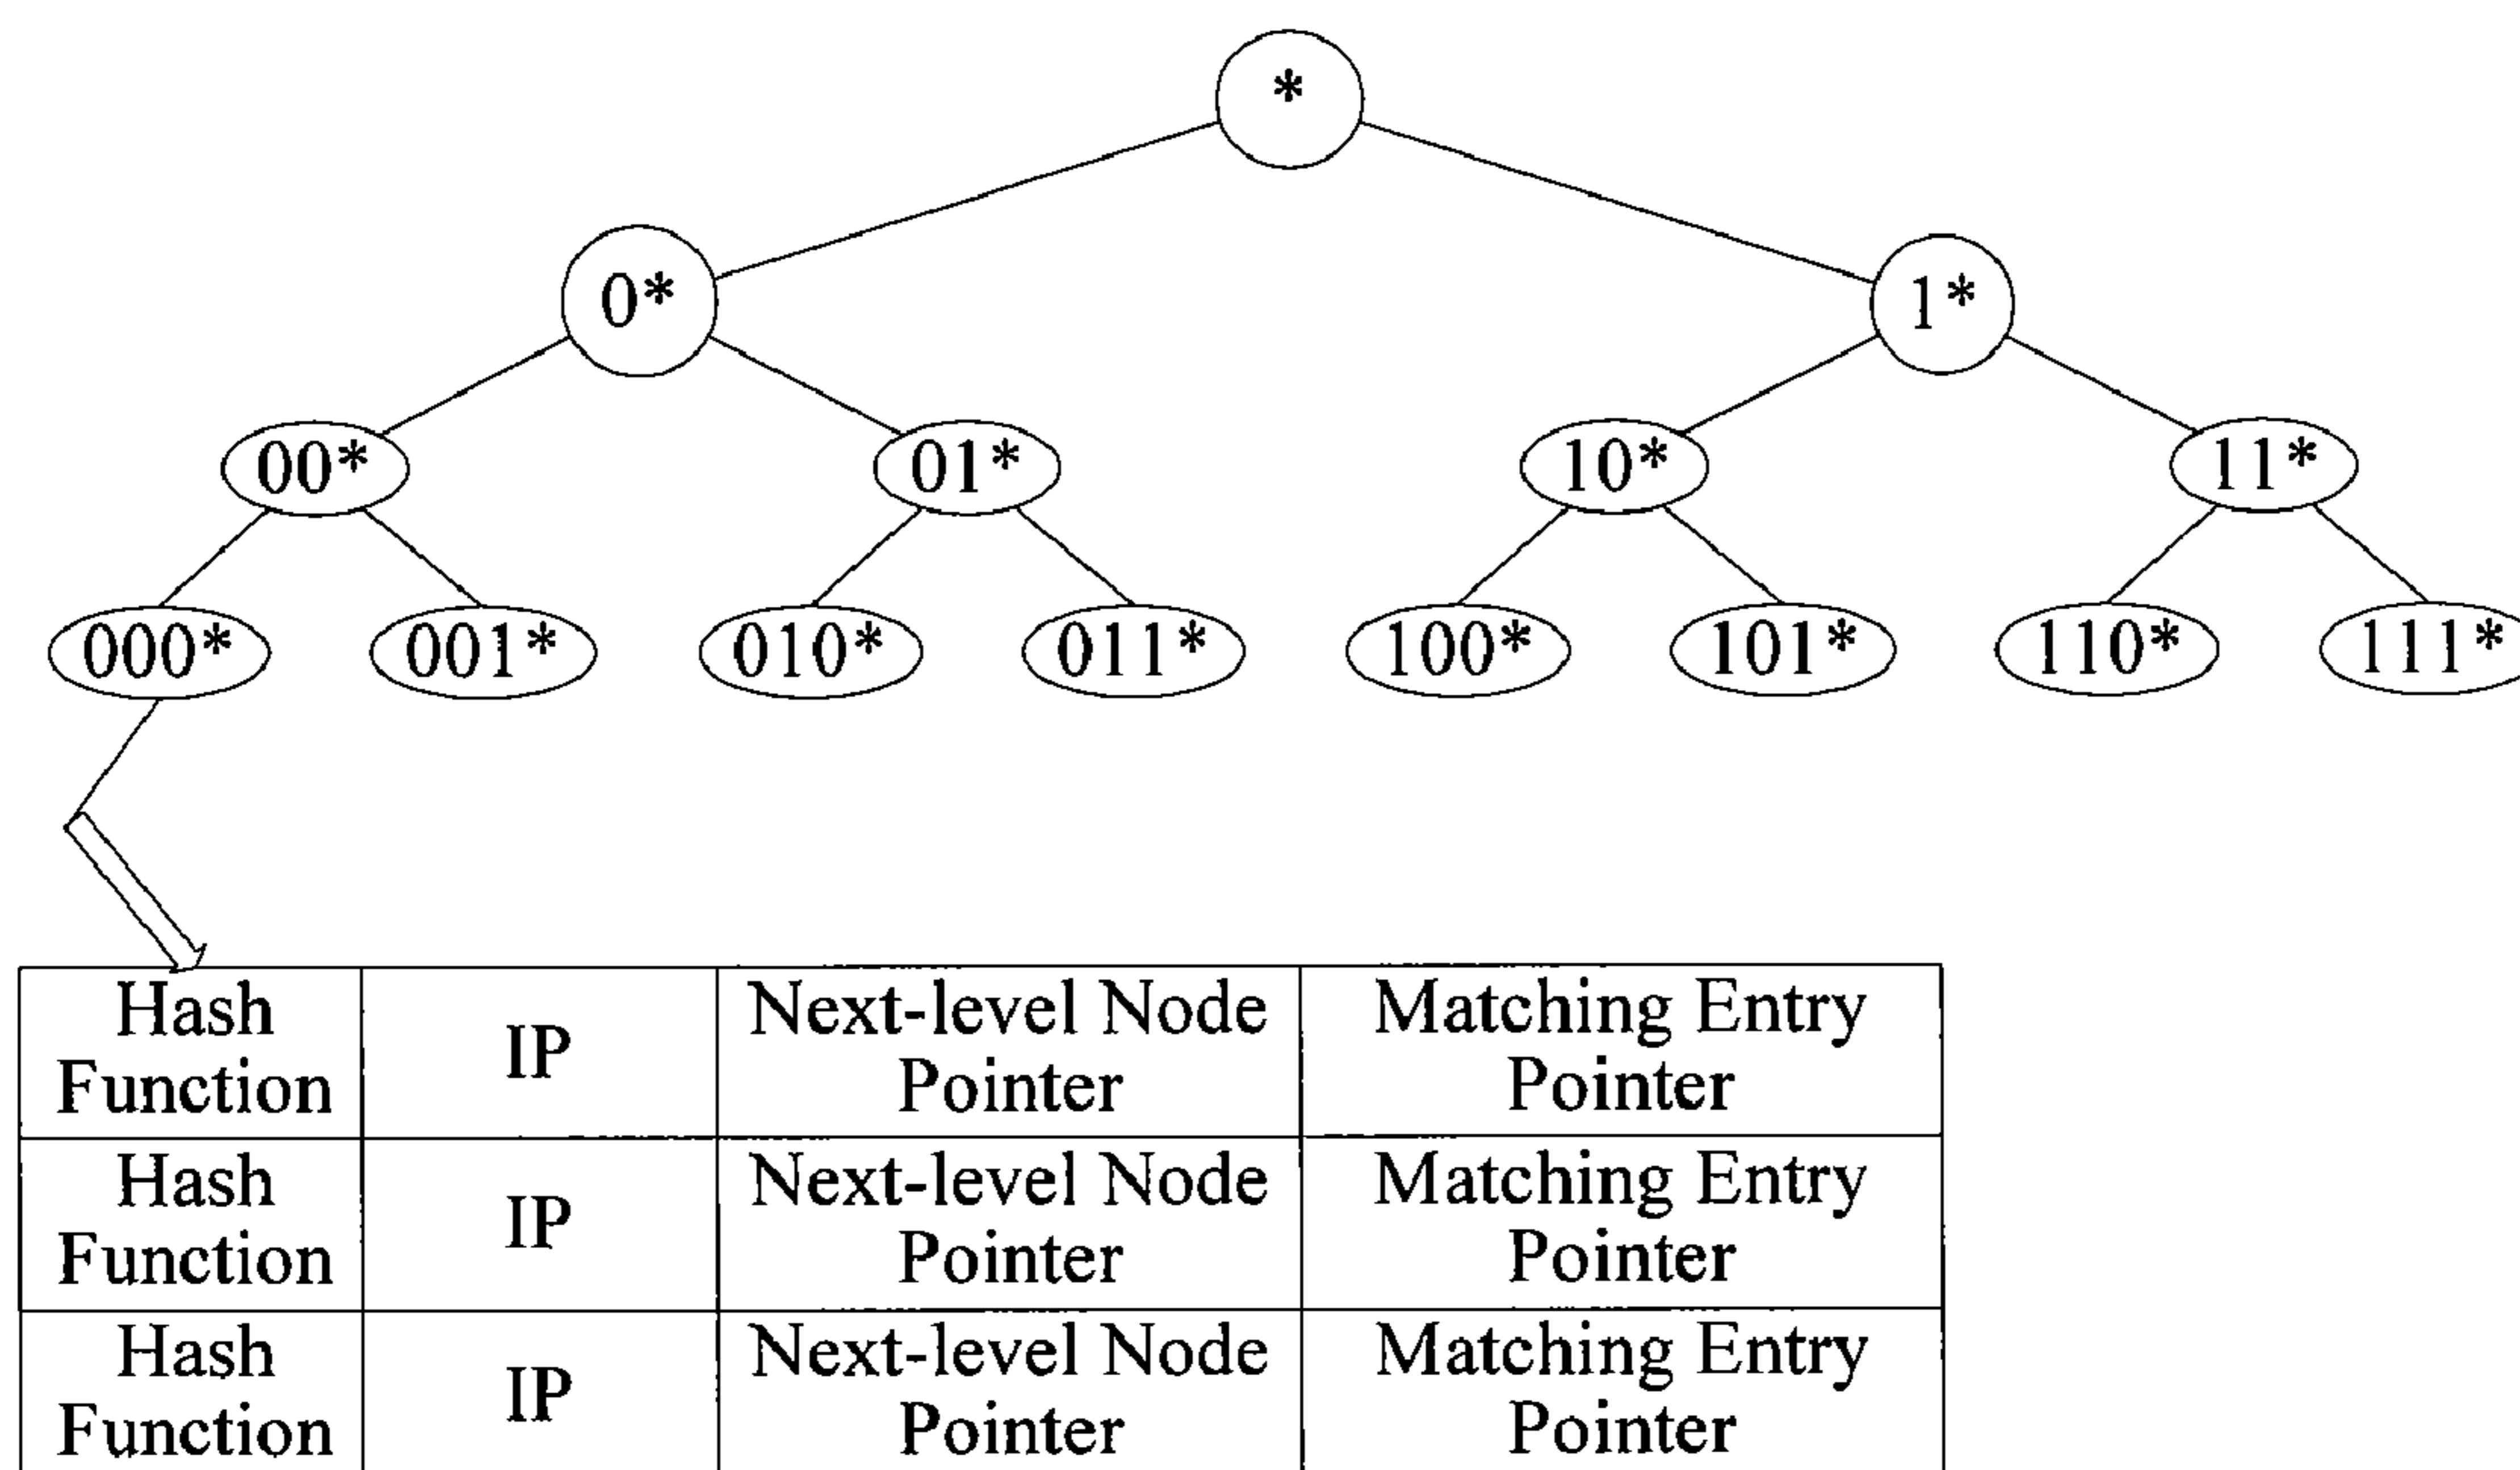 *
0* 1*
00* 01* 10* 11*
000* 001* 010* 011* 100* 101* 110* 111*
Hash Function IP Next-level Node Pointer Matching Entry Pointer
Hash Function IP Next-level Node Pointer Matching Entry Pointer
Hash Function IP Next-level Node Pointer Matching Entry Pointer